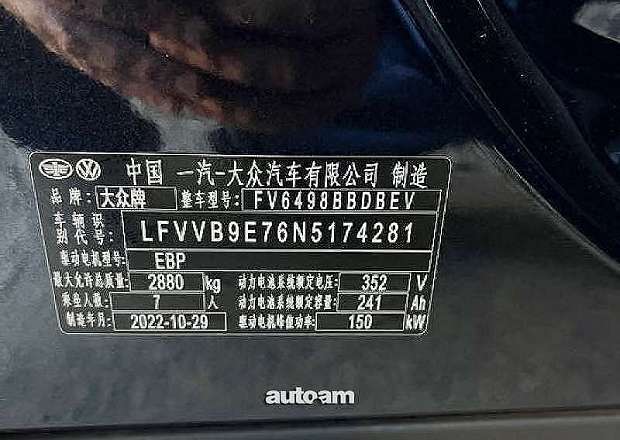 中国 一汽-大众汽车有限公司 制造
品牌: 大众牌 整车型号: FV6498BBDBEV
车辆识别代号: LFVVB9E76N5174281
驱动电机型号: EBP
最大允许总质量: 2880 kg 动力电池系统额定电压: 352 V
乘坐人数: 7 人 动力电池系统额定容量: 241 Ah
制造年月: 2022-10-29 驱动电机峰值功率: 150 kW
autoam